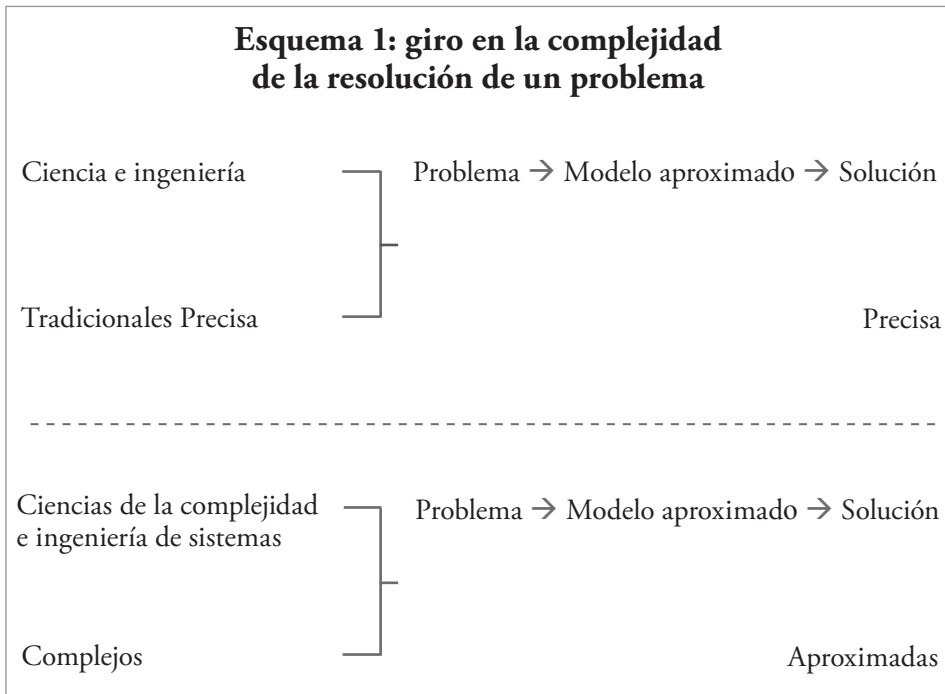 Esquema 1: giro en la complejidad
de la resolución de un problema
Ciencia e ingeniería
Problema → Modelo aproximado → Solución
Tradicionales Precisa
Precisa
Ciencias de la complejidad
e ingeniería de sistemas
Problema → Modelo aproximado → Solución
Complejos
Aproximadas